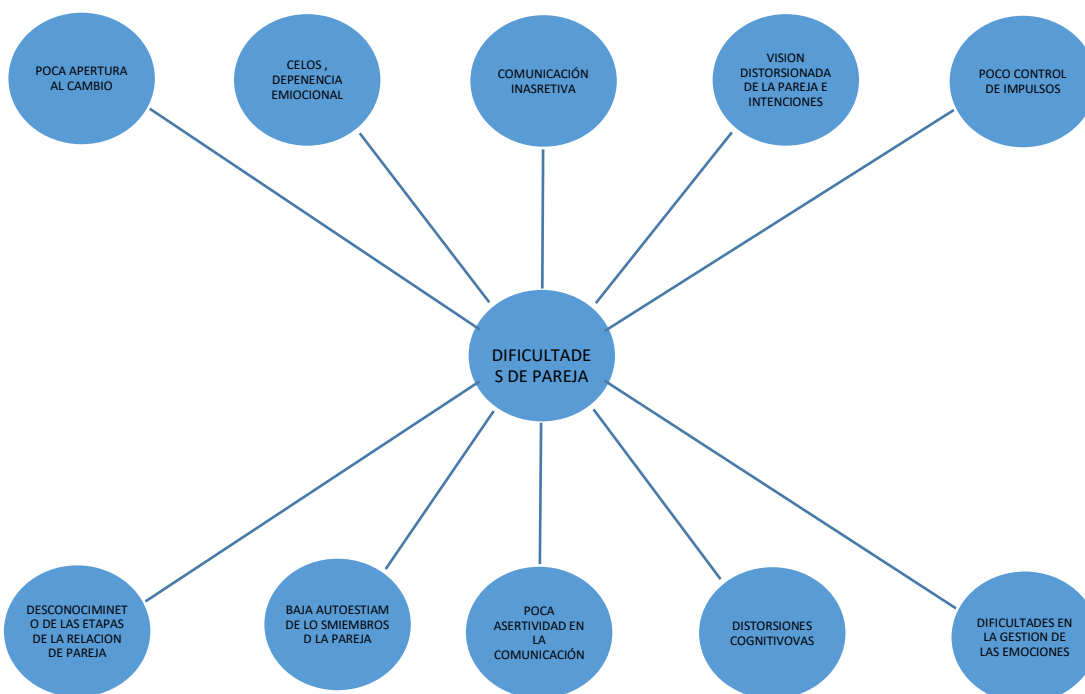 POCA APERTURA
AL CAMBIO
CELOS ,
DEPENENCIA
EMIOCIONAL
COMUNICACIÓN
INASRETIVA
VISION
DISTORSIONADA
DE LA PAREJA E
INTENCIONES
POCO CONTROL
DE IMPULSOS
DIFICULTADE
S DE PAREJA
DESCONOCIMINET
O DE LAS ETAPAS
DE LA RELACION
DE PAREJA
BAJA AUTOESTIAM
DE LO SMIEMBROS
D LA PAREJA
POCA
ASERTIVIDAD EN
LA
COMUNICACIÓN
DISTORSIONES
COGNITIVOVAS
DIFICULTADES EN
LA GESTION DE
LAS EMOCIONES